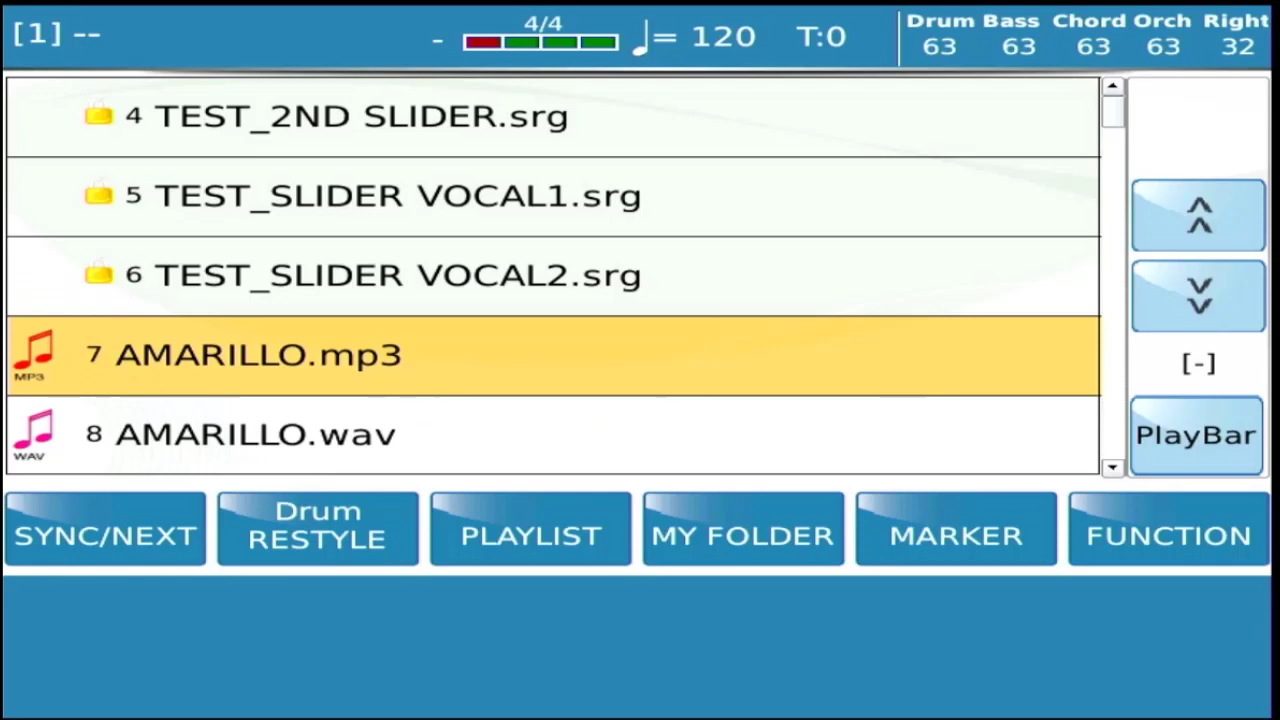 [1] --
- 4/4 = 120 T:0
Drum Bass Chord Orch Right
63 63 63 63 32
4 TEST_2ND SLIDER.srg
5 TEST_SLIDER VOCAL1.srg
6 TEST_SLIDER VOCAL2.srg
MP3 7 AMARILLO.mp3
WAV 8 AMARILLO.wav
[-]
PlayBar
SYNC/NEXT
Drum
RESTYLE
PLAYLIST
MY FOLDER
MARKER
FUNCTION